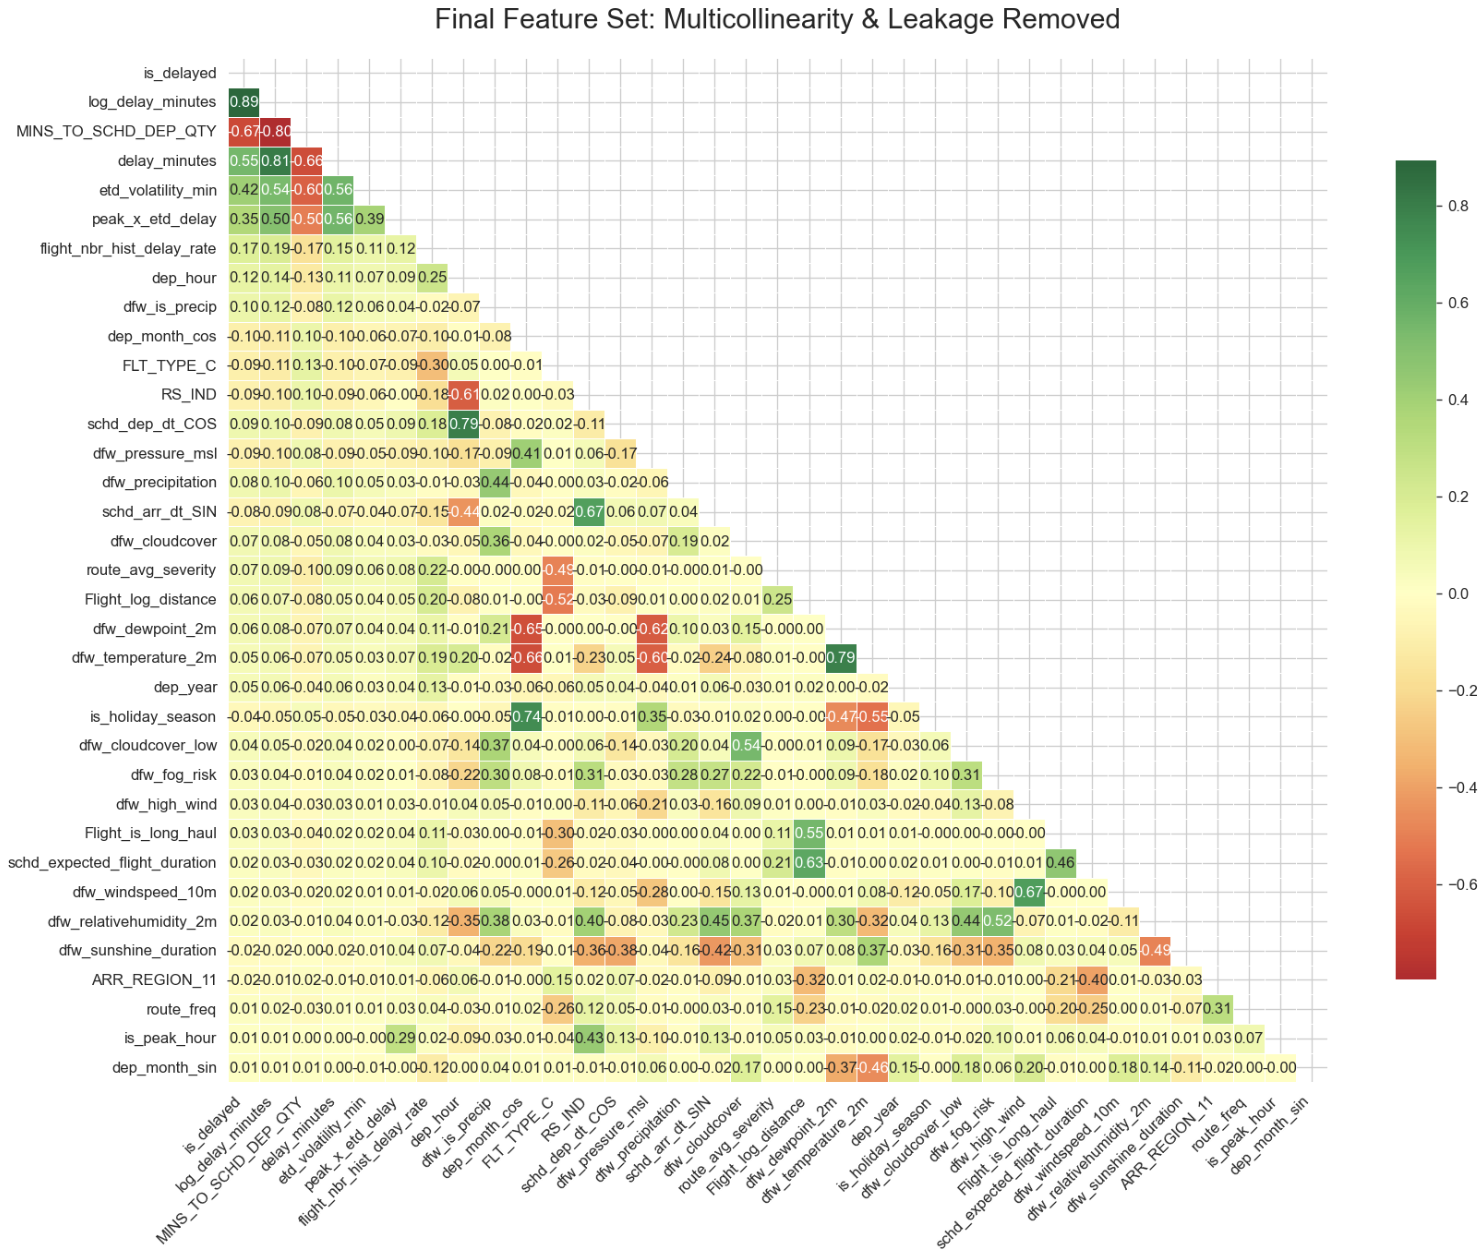 Final Feature Set: Multicollinearity & Leakage Removed
is_delayed
log_delay_minutes 0.89
MINS_TO_SCHD_DEP_QTY -0.67 -0.80
delay_minutes 0.55 0.81 -0.66
etd_volatility_min 0.42 0.54 -0.60 0.56
peak_x_etd_delay 0.35 0.50 -0.50 0.56 0.39
flight_nbr_hist_delay_rate 0.17 0.19 -0.17 0.15 0.11 0.12
dep_hour 0.12 0.14 -0.13 0.11 0.07 0.09 0.25
dfw_is_precip 0.10 0.12 -0.08 0.12 0.06 0.04 -0.02 -0.07
dep_month_cos -0.10 -0.11 0.10 -0.10 -0.06 -0.07 -0.10 -0.01 -0.08
FLT_TYPE_C -0.09 -0.11 0.13 -0.10 -0.07 -0.09 -0.30 0.05 0.00 -0.01
RS_IND -0.09 -0.10 0.10 -0.09 -0.06 -0.00 -0.18 -0.61 0.02 0.00 -0.03
schd_dep_dt_COS 0.09 0.10 -0.09 0.08 0.05 0.09 0.18 0.79 -0.08 -0.02 0.02 -0.11
dfw_pressure_msl -0.09 -0.10 0.08 -0.09 -0.05 -0.09 -0.10 -0.17 -0.09 0.41 0.01 0.06 -0.17
dfw_precipitation 0.08 0.10 -0.06 0.10 0.05 0.03 -0.01 -0.03 0.44 -0.04 -0.00 0.03 -0.02 -0.06
schd_arr_dt_SIN -0.08 -0.09 0.08 -0.07 -0.04 -0.07 -0.15 -0.44 0.02 -0.02 -0.02 0.67 0.06 0.07 0.04
dfw_cloudcover 0.07 0.08 -0.05 0.08 0.04 0.03 -0.03 -0.05 0.36 -0.04 -0.00 0.02 -0.05 -0.07 0.19 0.02
route_avg_severity 0.07 0.09 -0.10 0.09 0.06 0.08 0.22 -0.00 -0.00 0.00 -0.49 -0.01 -0.00 -0.01 -0.00 0.01 -0.00
Flight_log_distance 0.06 0.08 -0.08 0.05 0.04 0.05 0.20 -0.08 0.01 -0.00 -0.52 -0.03 -0.09 0.01 0.00 0.02 0.01 0.25
dfw_dewpoint_2m 0.06 0.08 -0.07 0.07 0.04 0.04 0.11 -0.01 0.21 -0.65 -0.00 0.00 -0.00 -0.62 0.10 0.03 0.15 -0.00 0.00
dfw_temperature_2m 0.05 0.06 -0.07 0.05 0.03 0.07 0.19 0.20 -0.02 -0.66 0.01 -0.23 0.05 -0.60 -0.02 -0.24 -0.08 0.01 -0.00 0.79
dep_year 0.05 0.06 -0.04 0.06 0.03 0.04 0.13 -0.01 -0.03 -0.06 -0.06 0.05 0.04 -0.04 0.01 0.06 -0.03 0.01 0.02 0.00 -0.02
is_holiday_season -0.04 -0.05 0.05 -0.05 -0.03 -0.04 -0.06 -0.00 -0.05 0.74 -0.01 0.00 -0.01 0.35 -0.03 -0.01 0.02 0.00 -0.00 -0.47 -0.55 -0.05
dfw_cloudcover_low 0.04 0.05 -0.02 0.04 0.02 0.00 -0.07 -0.14 0.37 0.04 -0.00 0.06 -0.14 -0.03 0.20 0.04 0.54 -0.00 0.01 0.09 -0.17 -0.03 0.06
dfw_fog_risk 0.03 0.04 -0.01 0.04 0.02 0.01 -0.08 -0.22 0.30 0.08 -0.01 0.31 -0.03 -0.03 0.28 0.27 0.22 -0.01 -0.00 0.09 -0.18 0.02 0.10 0.31
dfw_high_wind 0.03 0.04 -0.03 0.03 0.01 0.03 -0.01 0.04 0.05 -0.01 0.00 -0.11 -0.06 -0.21 0.03 -0.16 0.09 0.01 0.00 -0.01 0.03 -0.02 -0.04 0.13 -0.08
Flight_is_long_haul 0.03 0.03 -0.04 0.02 0.02 0.04 0.11 -0.03 0.00 -0.01 -0.30 -0.02 -0.03 -0.00 0.00 0.04 0.00 0.11 0.55 0.01 0.01 0.01 -0.00 0.00 -0.00 -0.00
schd_expected_flight_duration 0.02 0.03 -0.03 0.02 0.02 0.04 0.10 -0.02 -0.00 0.01 -0.26 -0.02 -0.04 -0.00 -0.00 0.08 0.00 0.21 0.63 -0.01 0.00 0.02 0.01 0.00 -0.01 0.01 0.46
dfw_windspeed_10m 0.02 0.03 -0.02 0.02 0.01 0.01 -0.02 0.06 0.05 -0.00 0.01 -0.12 -0.05 -0.28 0.00 -0.15 0.13 0.01 -0.00 0.01 0.08 -0.12 -0.05 0.17 -0.10 0.67 -0.00 0.00
dfw_relativehumidity_2m 0.02 0.03 -0.01 0.04 0.01 -0.03 -0.12 -0.35 0.38 0.03 -0.01 0.40 -0.08 -0.03 0.23 0.45 0.37 -0.02 0.01 0.30 -0.32 0.04 0.13 0.44 0.52 -0.07 0.01 -0.02 -0.11
dfw_sunshine_duration -0.02 -0.02 -0.00 -0.02 -0.01 0.04 0.07 -0.04 -0.22 -0.19 -0.01 -0.36 -0.38 -0.04 -0.16 -0.42 -0.31 0.03 0.07 0.08 0.37 -0.03 -0.16 -0.31 -0.35 0.08 0.03 0.04 0.05 -0.49
ARR_REGION_11 -0.02 -0.01 0.02 -0.01 -0.01 0.01 -0.06 0.06 -0.01 -0.00 0.15 0.02 0.07 -0.02 -0.01 -0.09 -0.01 0.03 -0.32 0.01 0.02 -0.01 -0.01 -0.01 -0.01 0.00 -0.21 -0.40 0.01 -0.03 -0.03
route_freq 0.01 0.02 -0.03 0.01 0.01 0.03 0.04 -0.03 -0.01 0.02 -0.26 0.12 0.05 -0.01 -0.00 0.03 -0.01 0.15 -0.23 -0.01 -0.02 0.02 0.01 -0.00 0.03 -0.00 -0.20 -0.25 0.00 0.01 -0.07 0.31
is_peak_hour 0.01 0.01 0.00 0.00 -0.00 0.29 0.02 -0.09 -0.03 -0.01 -0.04 0.43 0.13 -0.10 -0.01 0.13 -0.01 0.05 0.03 -0.01 0.00 0.02 -0.01 -0.02 0.10 0.01 0.06 0.04 -0.01 0.01 0.01 0.03 0.07
dep_month_sin 0.01 0.01 0.01 0.00 -0.01 -0.00 -0.12 0.00 0.04 0.01 0.01 -0.01 -0.01 0.06 0.00 -0.02 0.17 0.00 0.00 -0.37 -0.46 0.15 -0.00 0.18 0.06 0.20 -0.01 0.00 0.18 0.14 -0.11 -0.02 0.00 -0.00
is_delayed
log_delay_minutes
MINS_TO_SCHD_DEP_QTY
delay_minutes
etd_volatility_min
peak_x_etd_delay
flight_nbr_hist_delay_rate
dep_hour
dfw_is_precip
dep_month_cos
FLT_TYPE_C
RS_IND
schd_dep_dt_COS
dfw_pressure_msl
dfw_precipitation
schd_arr_dt_SIN
dfw_cloudcover
route_avg_severity
Flight_log_distance
dfw_dewpoint_2m
dfw_temperature_2m
dep_year
is_holiday_season
dfw_cloudcover_low
dfw_fog_risk
dfw_high_wind
Flight_is_long_haul
schd_expected_flight_duration
dfw_windspeed_10m
dfw_relativehumidity_2m
dfw_sunshine_duration
ARR_REGION_11
route_freq
is_peak_hour
dep_month_sin
0.8
0.6
0.4
0.2
0.0
−0.2
−0.4
−0.6